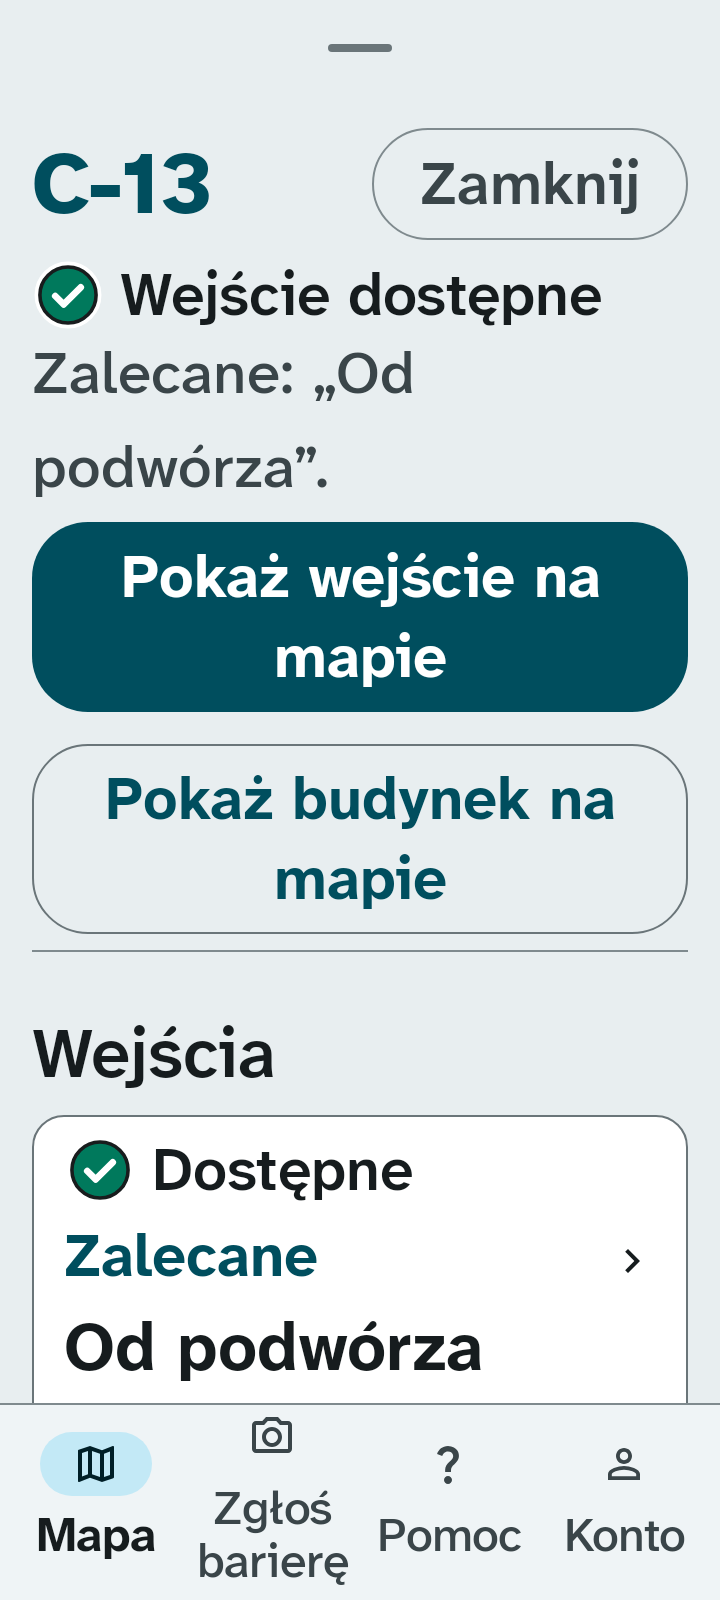 C-13
Zamknij
Wejście dostępne
Zalecane: „Od
podwórza”.
Pokaż wejście na
mapie
Pokaż budynek na
mapie
Wejścia
Dostępne
Zalecane
Od podwórza
Mapa
Zgłoś
barierę
Pomoc
Konto